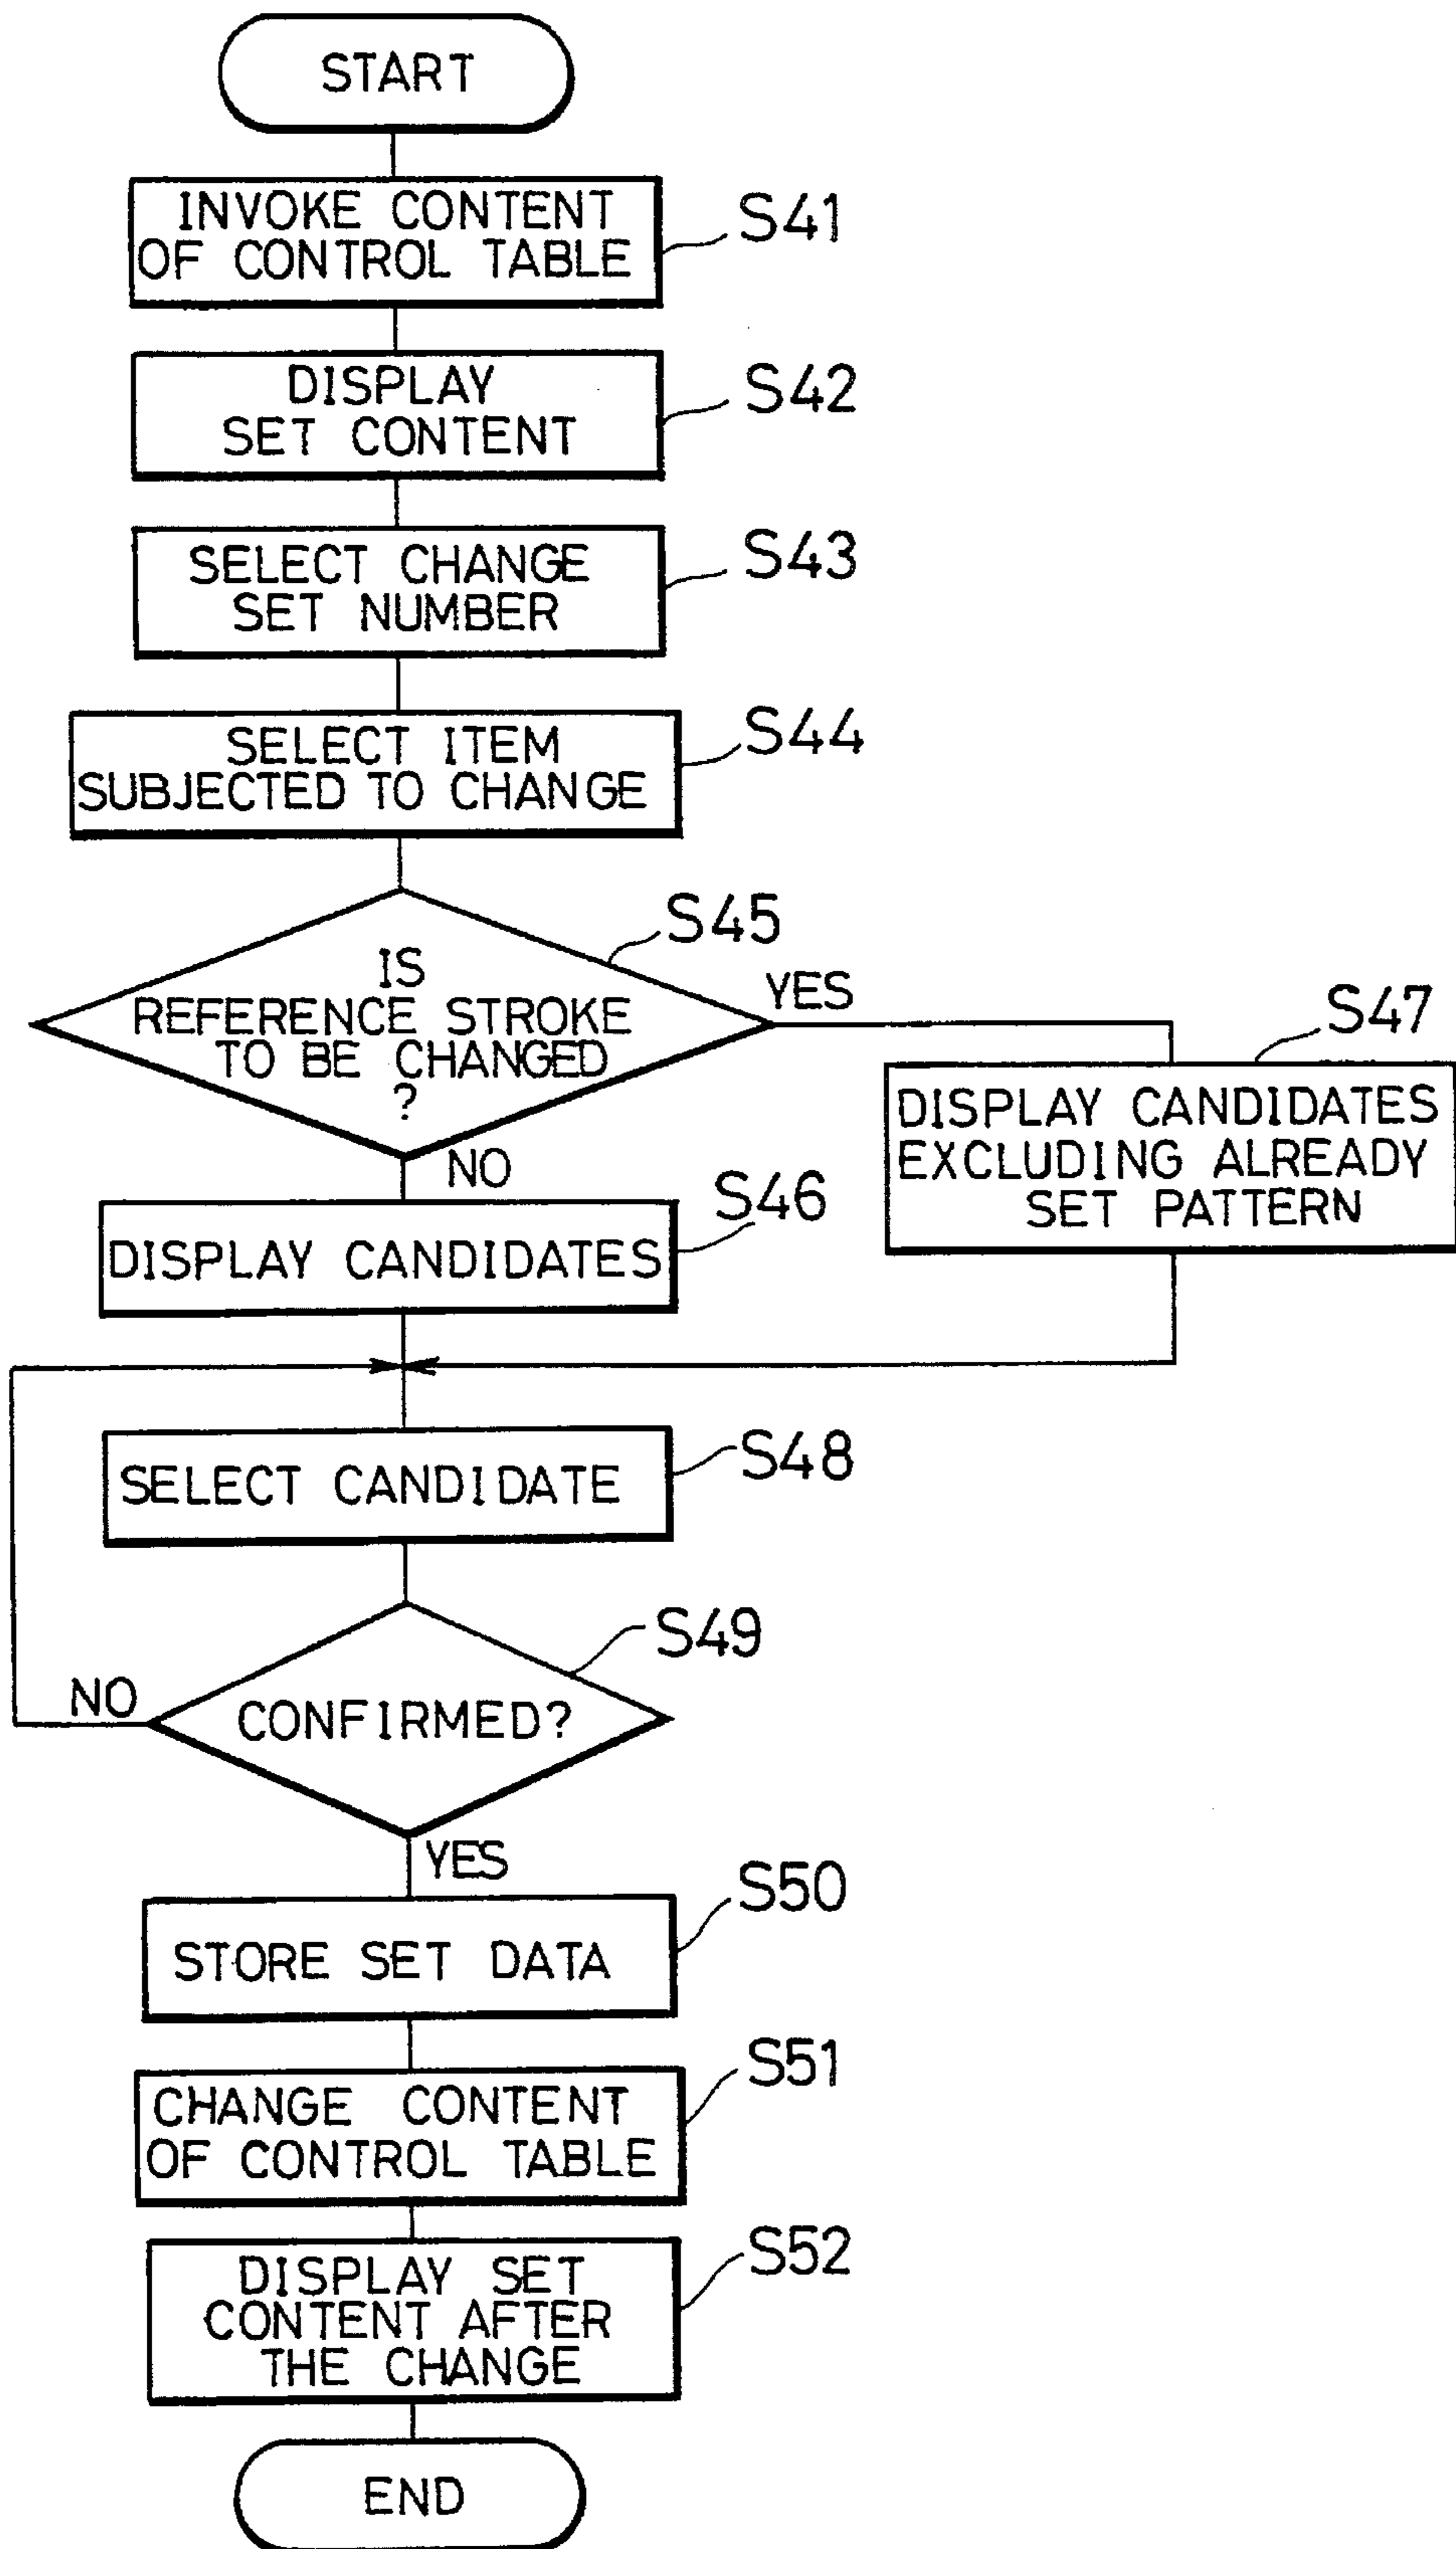 START
INVOKE CONTENT
OF CONTROL TABLE
S41
DISPLAY
SET CONTENT
S42
SELECT CHANGE
SET NUMBER
S43
SELECT ITEM
SUBJECTED TO CHANGE
S44
IS
REFERENCE STROKE
TO BE CHANGED
?
S45
YES
NO
S47
DISPLAY CANDIDATES
EXCLUDING ALREADY
SET PATTERN
S46
DISPLAY CANDIDATES
S48
SELECT CANDIDATE
S49
CONFIRMED?
NO
YES
S50
STORE SET DATA
S51
CHANGE CONTENT
OF CONTROL TABLE
S52
DISPLAY SET
CONTENT AFTER
THE CHANGE
END